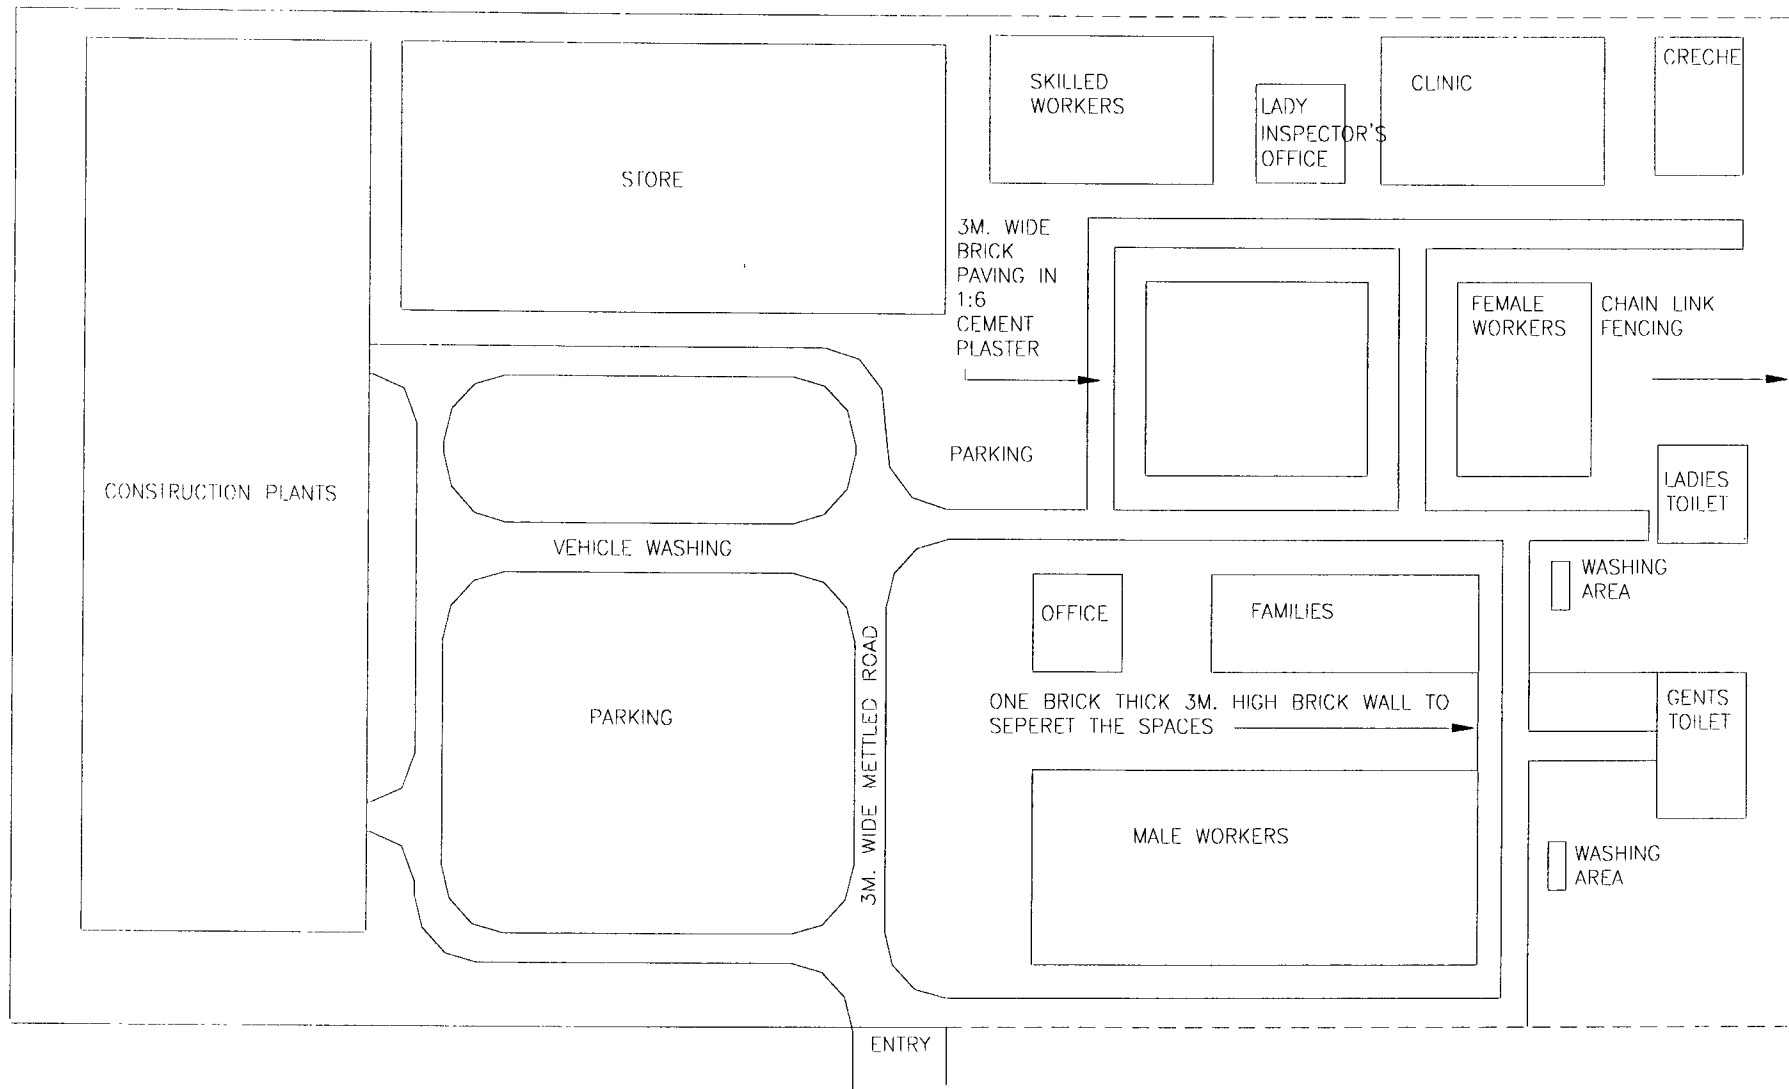 CRECHE
SKILLED
WORKERS
CLINIC
LADY
INSPECTOR'S
OFFICE
STORE
3M. WIDE
BRICK
PAVING IN
1:6
CEMENT
PLASTER
FEMALE
WORKERS
CHAIN LINK
FENCING
PARKING
CONSTRUCTION PLANTS
LADIES
TOILET
VEHICLE WASHING
WASHING
AREA
OFFICE
FAMILIES
3M. WIDE METTLED ROAD
PARKING
ONE BRICK THICK 3M. HIGH BRICK WALL TO
SEPERET THE SPACES
GENTS
TOILET
MALE WORKERS
WASHING
AREA
ENTRY